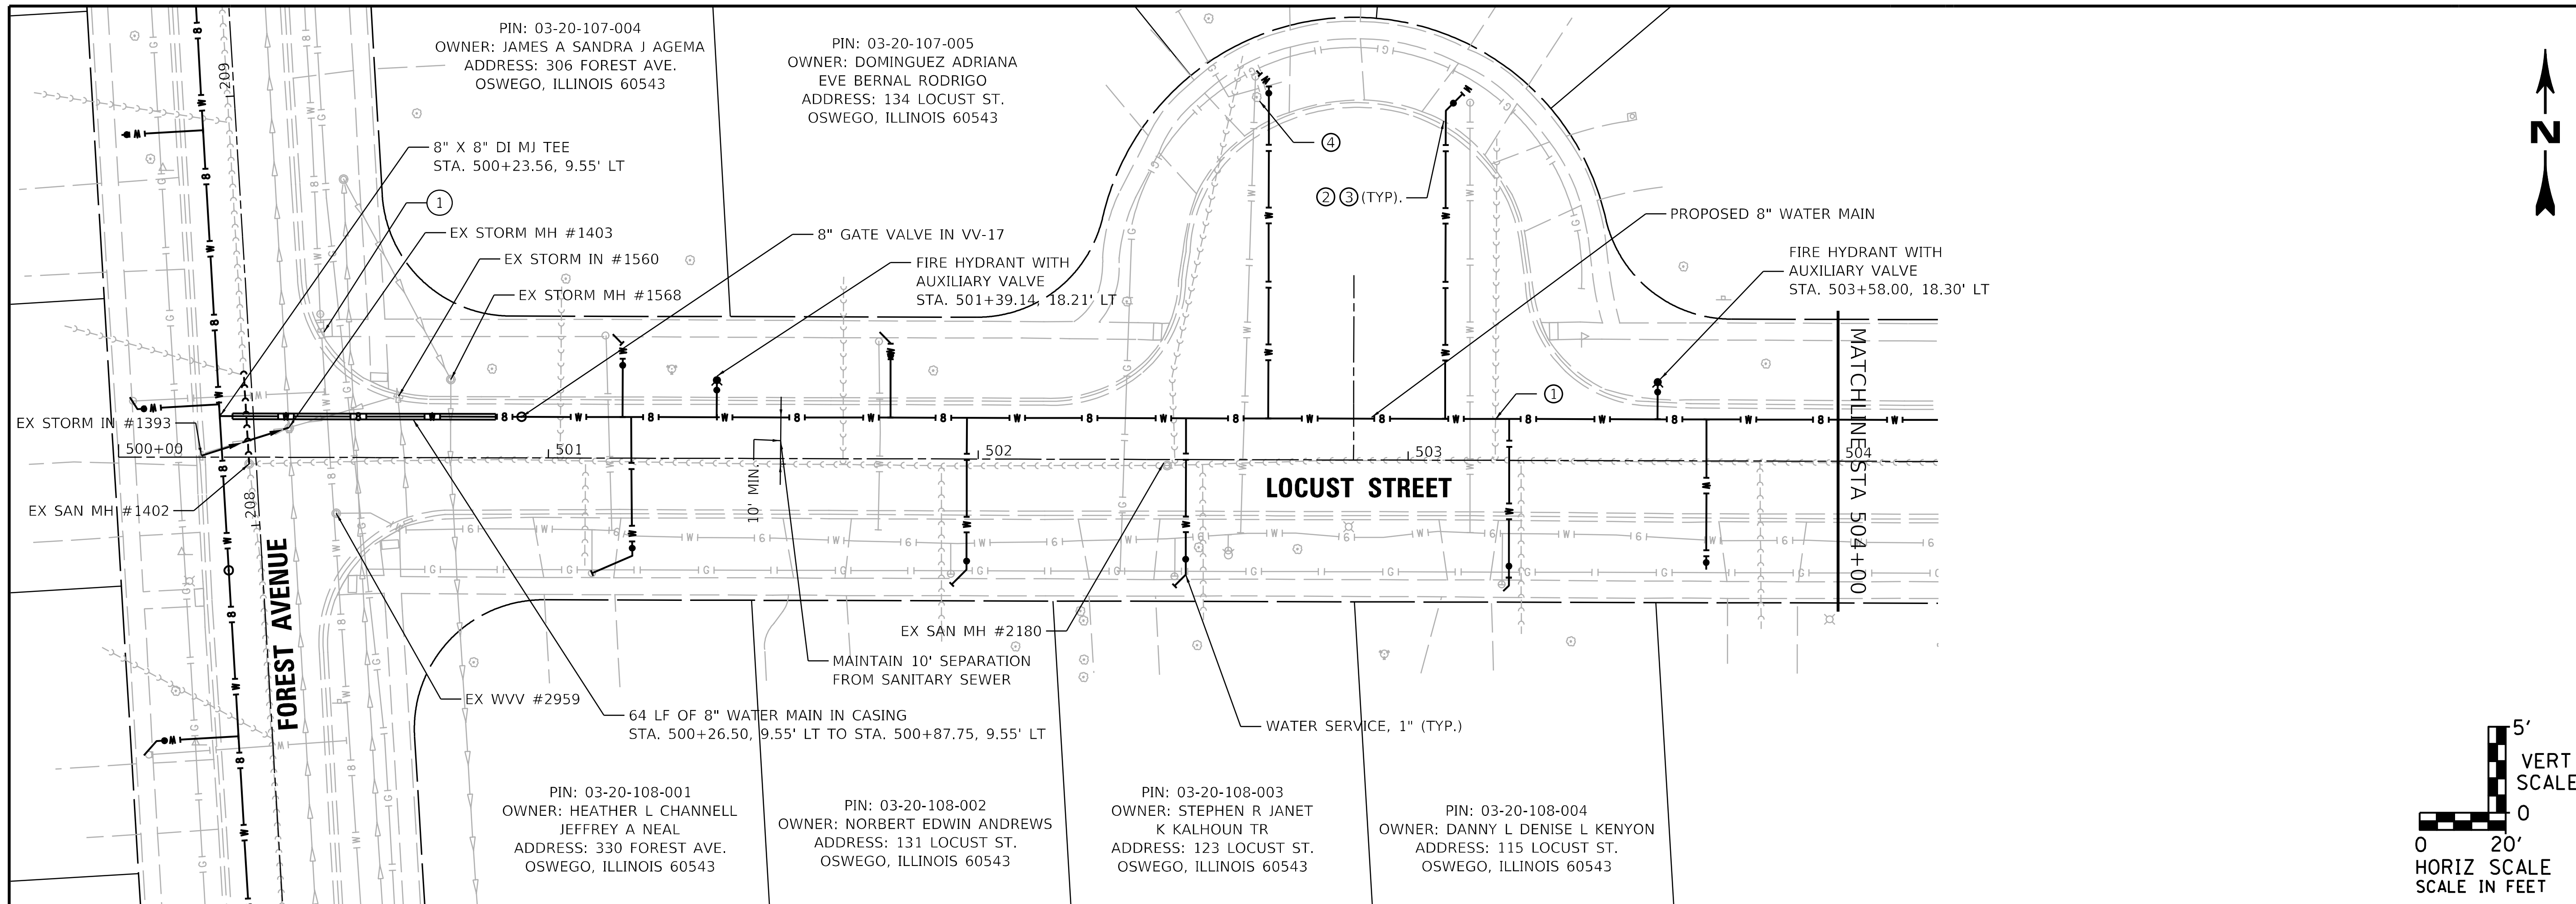 PIN: 03-20-107-004
OWNER: JAMES A SANDRA J AGEMA
ADDRESS: 306 FOREST AVE.
OSWEGO, ILLINOIS 60543
PIN: 03-20-107-005
OWNER: DOMINGUEZ ADRIANA
EVE BERNAL RODRIGO
ADDRESS: 134 LOCUST ST.
OSWEGO, ILLINOIS 60543
209
8" X 8" DI MJ TEE
STA. 500+23.56, 9.55' LT
1
EX STORM MH #1403
EX STORM IN #1560
EX STORM MH #1568
8" GATE VALVE IN VV-17
FIRE HYDRANT WITH
AUXILIARY VALVE
STA. 501+39.14, 18.21' LT
4
2 3 (TYP).
PROPOSED 8" WATER MAIN
FIRE HYDRANT WITH
AUXILIARY VALVE
STA. 503+58.00, 18.30' LT
N
1
EX STORM IN #1393
500+00
501
502
503
504
MATCHLINE STA 504+00
10' MIN.
LOCUST STREET
EX SAN MH #1402
208
FOREST AVENUE
EX SAN MH #2180
MAINTAIN 10' SEPARATION
FROM SANITARY SEWER
EX WVV #2959
64 LF OF 8" WATER MAIN IN CASING
STA. 500+26.50, 9.55' LT TO STA. 500+87.75, 9.55' LT
WATER SERVICE, 1" (TYP.)
PIN: 03-20-108-001
OWNER: HEATHER L CHANNELL
JEFFREY A NEAL
ADDRESS: 330 FOREST AVE.
OSWEGO, ILLINOIS 60543
PIN: 03-20-108-002
OWNER: NORBERT EDWIN ANDREWS
ADDRESS: 131 LOCUST ST.
OSWEGO, ILLINOIS 60543
PIN: 03-20-108-003
OWNER: STEPHEN R JANET
K KALHOUN TR
ADDRESS: 123 LOCUST ST.
OSWEGO, ILLINOIS 60543
PIN: 03-20-108-004
OWNER: DANNY L DENISE L KENYON
ADDRESS: 115 LOCUST ST.
OSWEGO, ILLINOIS 60543
5'
VERT
SCALE
0
0 20'
HORIZ SCALE
SCALE IN FEET